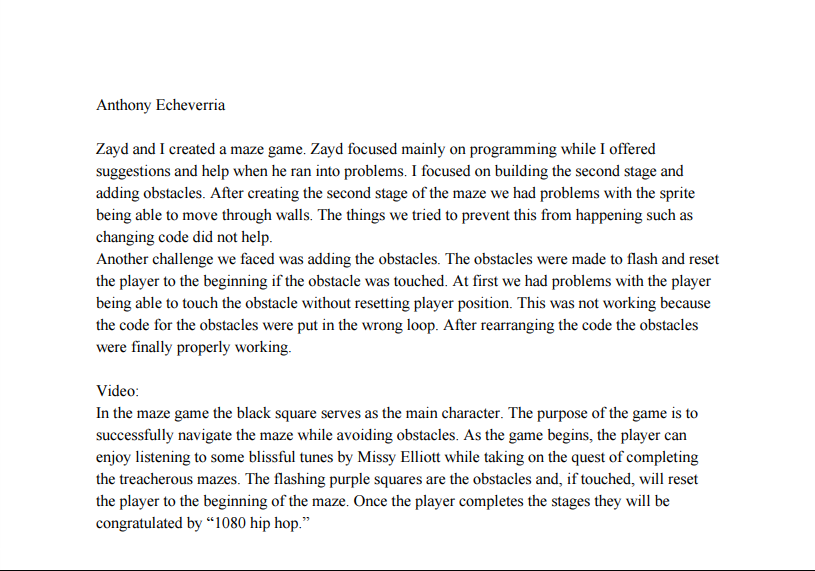 Anthony Echeverria
Zayd and I created a maze game. Zayd focused mainly on programming while I offered
suggestions and help when he ran into problems. I focused on building the second stage and
adding obstacles. After creating the second stage of the maze we had problems with the sprite
being able to move through walls. The things we tried to prevent this from happening such as
changing code did not help.
Another challenge we faced was adding the obstacles. The obstacles were made to flash and reset
the player to the beginning if the obstacle was touched. At first we had problems with the player
being able to touch the obstacle without resetting player position. This was not working because
the code for the obstacles were put in the wrong loop. After rearranging the code the obstacles
were finally properly working.
Video:
In the maze game the black square serves as the main character. The purpose of the game is to
successfully navigate the maze while avoiding obstacles. As the game begins, the player can
enjoy listening to some blissful tunes by Missy Elliott while taking on the quest of completing
the treacherous mazes. The flashing purple squares are the obstacles and, if touched, will reset
the player to the beginning of the maze. Once the player completes the stages they will be
congratulated by “1080 hip hop.”